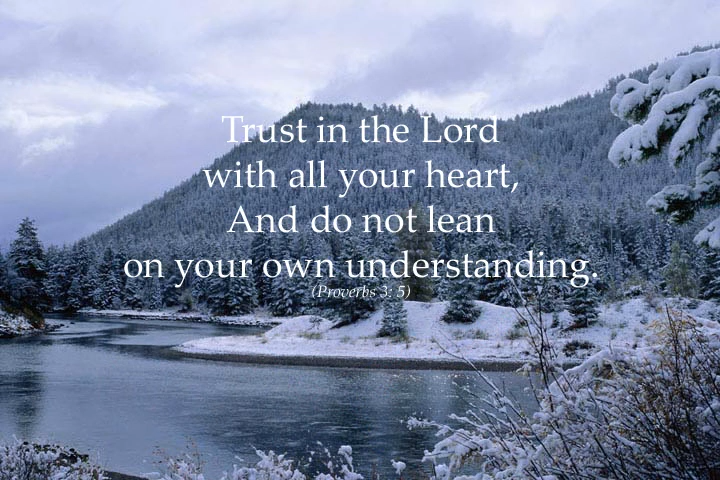 Trust in the Lord
with all your heart,
And do not lean
on your own understanding.
(Proverbs 3: 5)